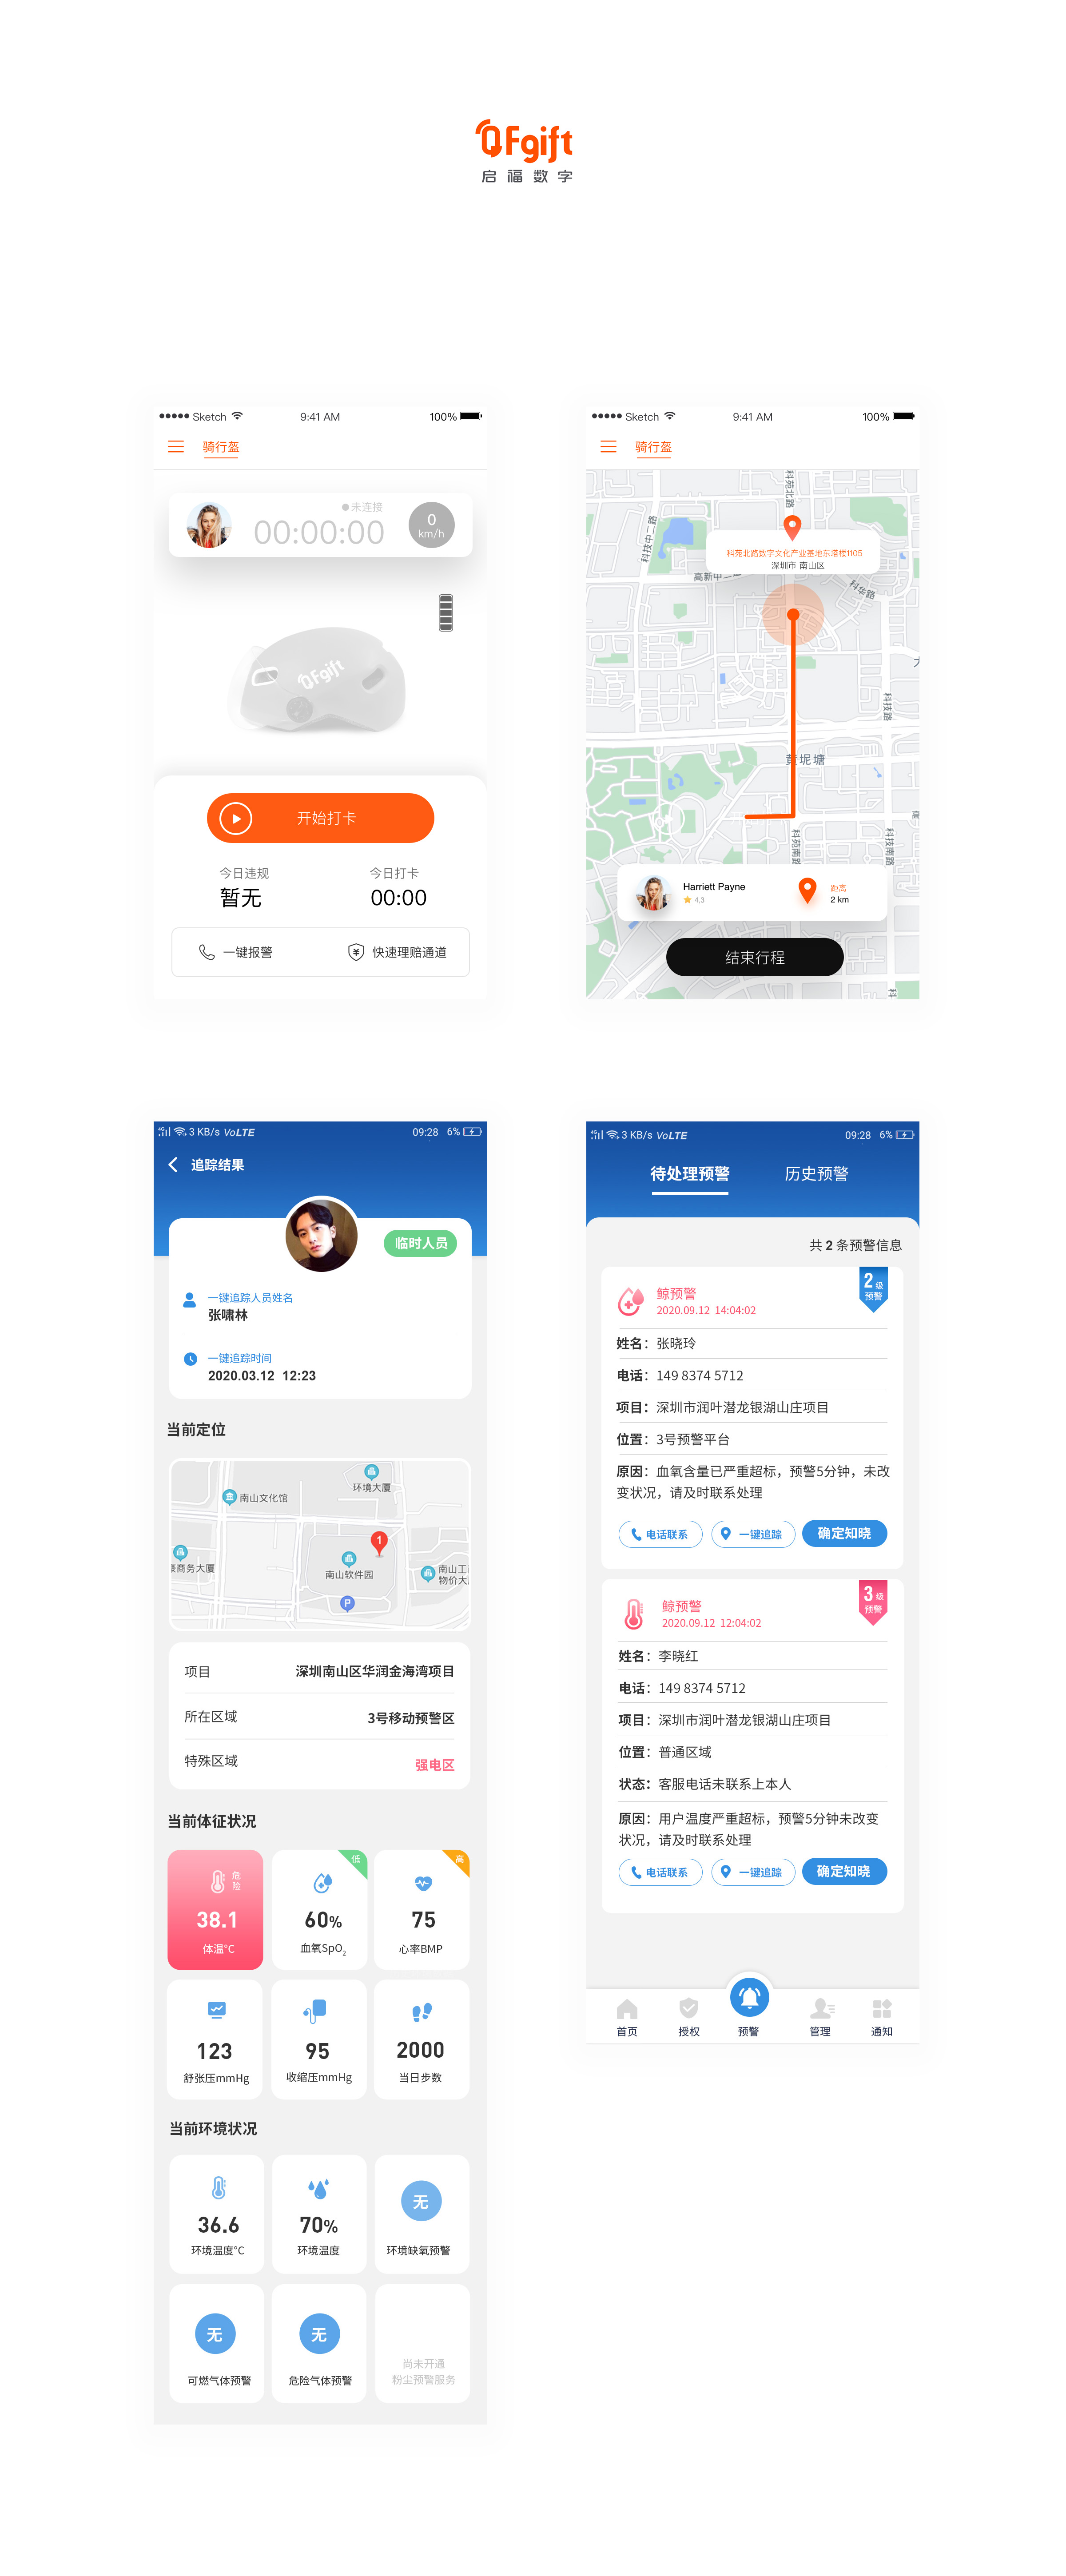 QFgift
启福数字
Sketch 9:41 AM 100%
骑行盔
未连接
00:00:00
0
km/h
QFgift
开始打卡
今日违规 今日打卡
暂无 00:00
一键报警 快速理赔通道
Sketch 9:41 AM 100%
骑行盔
科苑北路
科技中二路
科苑北路数字文化产业基地东塔楼1105
深圳市 南山区
高新中二
科华路
科技路
黄坭塘
科苑南路
科技南路
Harriett Payne
4.3
距离
2 km
结束行程
3 KB/s VoLTE 09:28 6%
追踪结果
临时人员
一键追踪人员姓名
张啸林
一键追踪时间
2020.03.12 12:23
当前定位
环境大厦
南山文化馆
1
商务大厦
南山软件园
南山工
物价大
P
项目 深圳南山区华润金海湾项目
所在区域 3号移动预警区
特殊区域 强电区
当前体征状况
危险
38.1
体温°C
低
60%
血氧SpO2
高
75
心率BMP
123
舒张压mmHg
95
收缩压mmHg
2000
当日步数
当前环境状况
36.6
环境温度°C
70%
环境温度
无
环境缺氧预警
无
可燃气体预警
无
危险气体预警
尚未开通
粉尘预警服务
3 KB/s VoLTE 09:28 6%
待处理预警 历史预警
共 2 条预警信息
鲸预警
2020.09.12 14:04:02
2 级
预警
姓名：张晓玲
电话：149 8374 5712
项目：深圳市润叶潜龙银湖山庄项目
位置：3号预警平台
原因：血氧含量已严重超标，预警5分钟，未改
变状况，请及时联系处理
电话联系 一键追踪 确定知晓
鲸预警
2020.09.12 12:04:02
3 级
预警
姓名：李晓红
电话：149 8374 5712
项目：深圳市润叶潜龙银湖山庄项目
位置：普通区域
状态：客服电话未联系上本人
原因：用户温度严重超标，预警5分钟未改变
状况，请及时联系处理
电话联系 一键追踪 确定知晓
首页 授权 预警 管理 通知